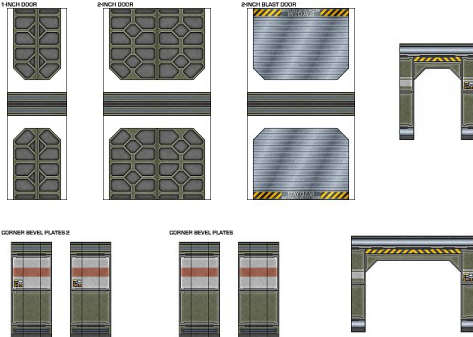 1-INCH DOOR
2-INCH DOOR
2-INCH BLAST DOOR
CORNER BEVEL PLATES 2
CORNER BEVEL PLATES